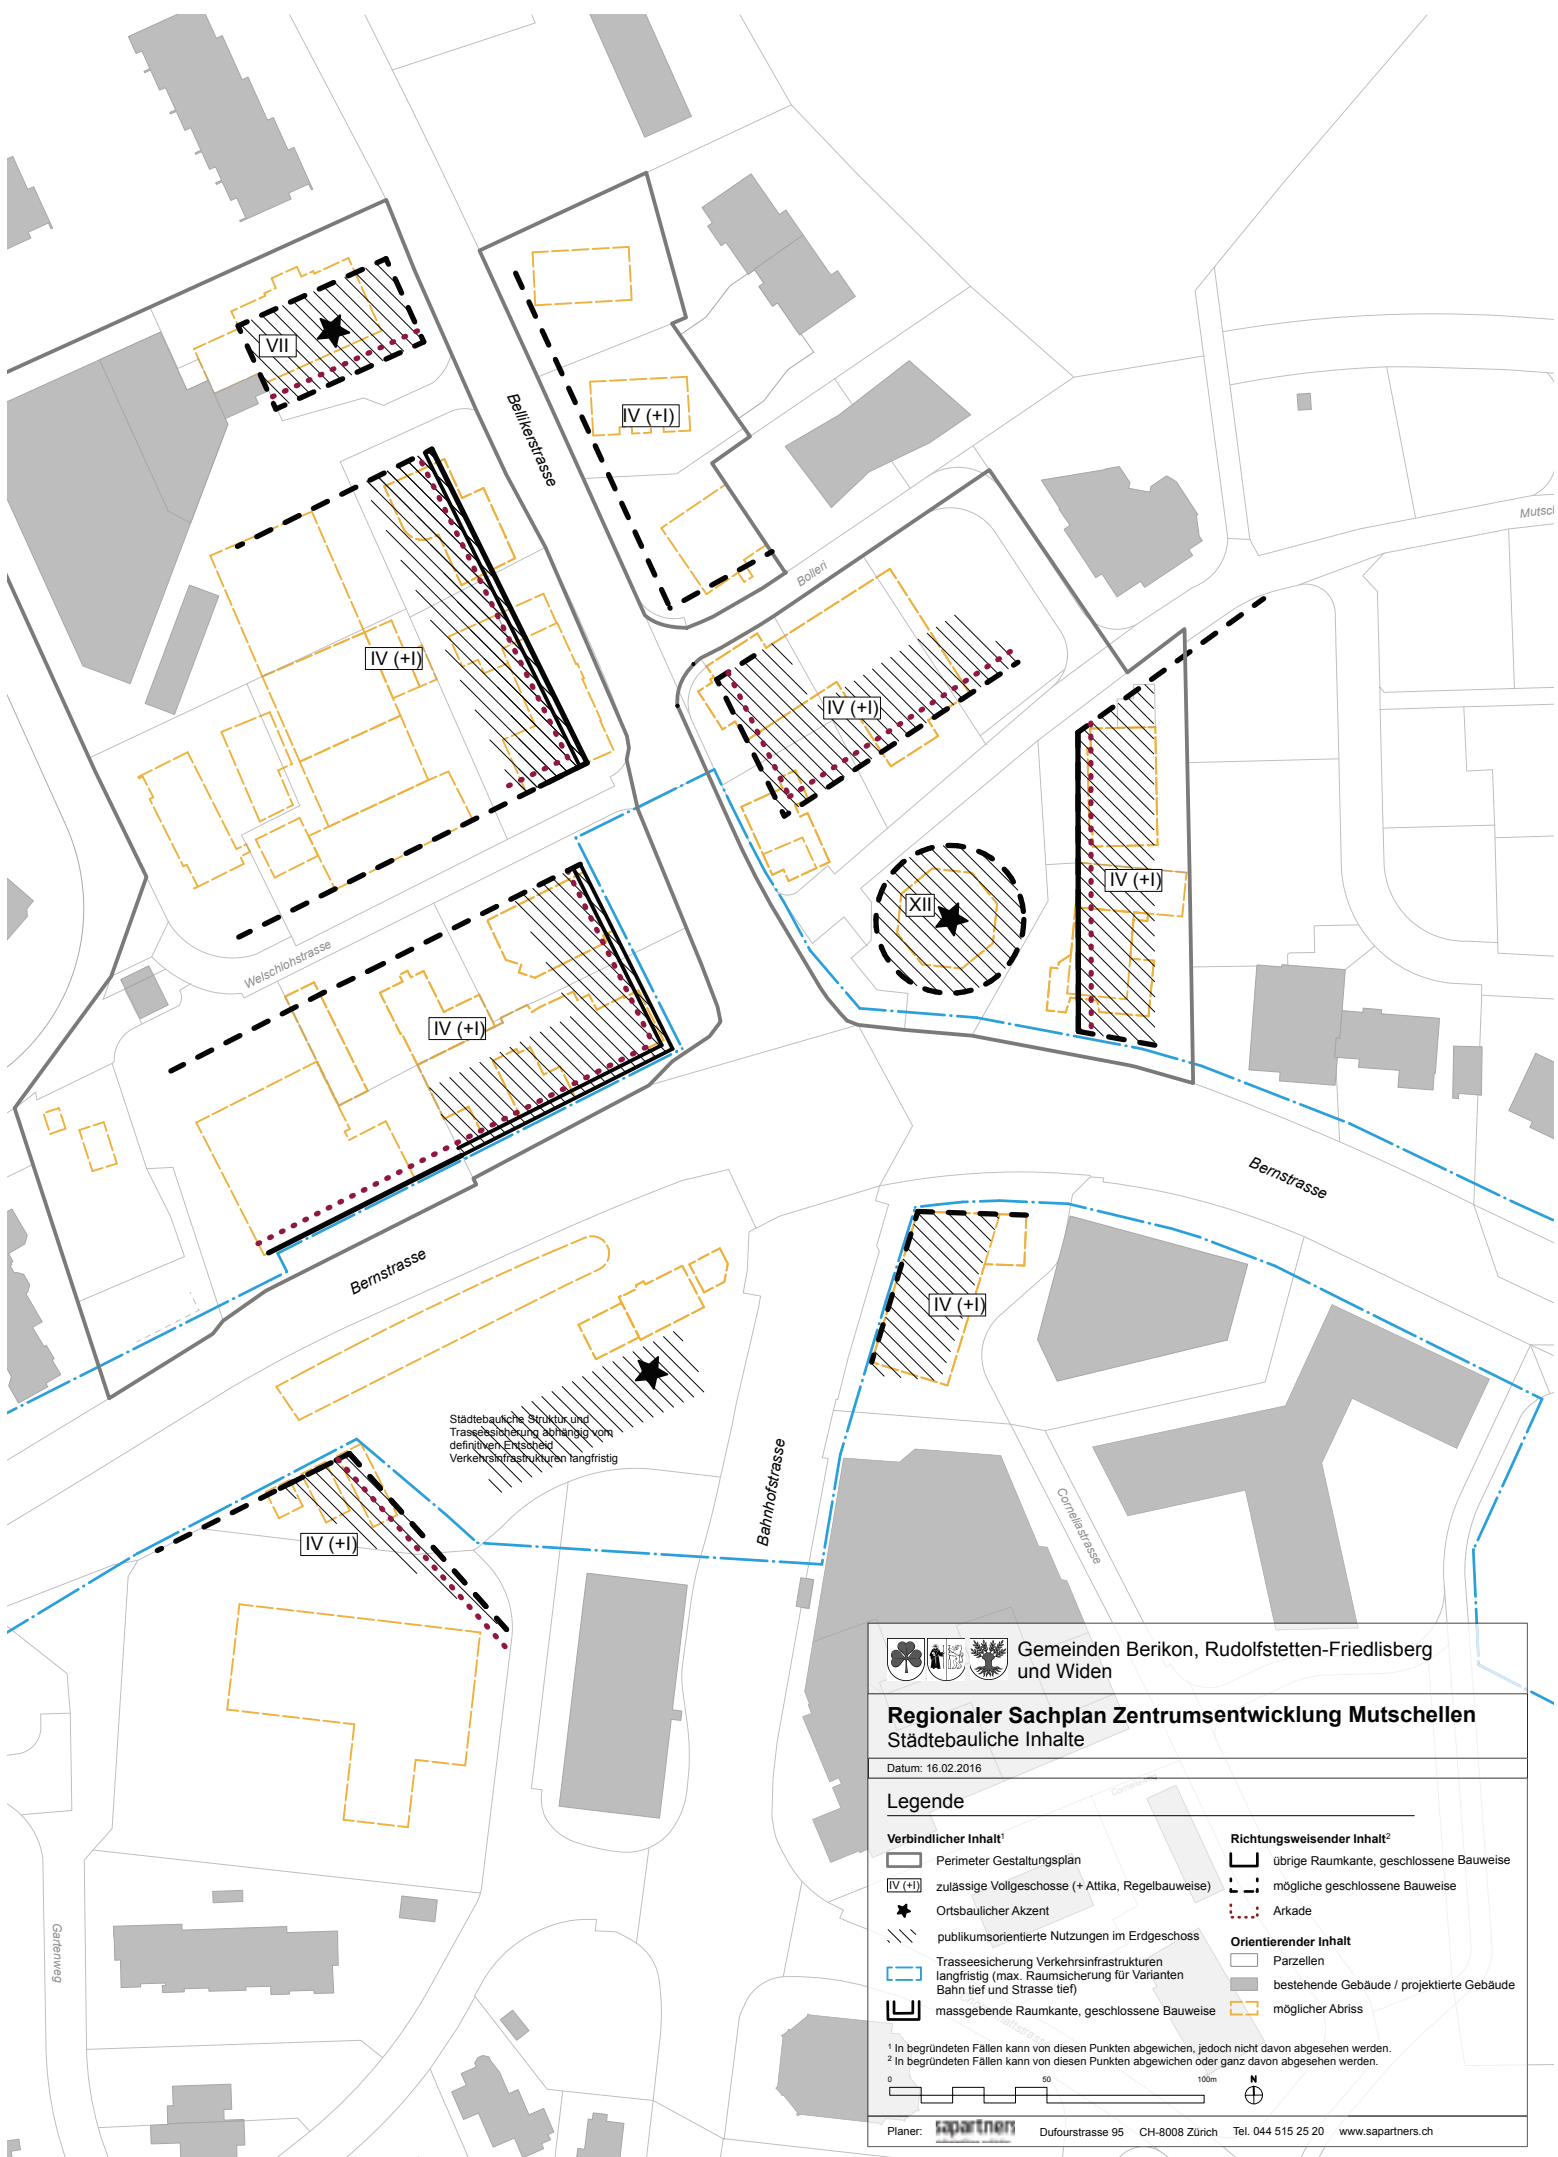 VII
Bellikerstrasse
IV (+I)
Mutsch
Bolleri
IV (+I)
IV (+I)
IV (+I)
XII
Welschlohstrasse
IV (+I)
Bernstrasse
Bernstrasse
IV (+I)
Städtebauliche Struktur und
Trasseesicherung abhängig vom
definitiven Entscheid
Verkehrsinfrastrukturen langfristig
Bahnhofstrasse
Corneliastrasse
IV (+I)
Gartenweg
Gemeinden Berikon, Rudolfstetten-Friedlisberg
und Widen
Regionaler Sachplan Zentrumsentwicklung Mutschellen
Städtebauliche Inhalte
Datum: 16.02.2016
Legende
Verbindlicher Inhalt¹
Perimeter Gestaltungsplan
IV (+I) zulässige Vollgeschosse (+ Attika, Regelbauweise)
Ortsbaulicher Akzent
publikumsorientierte Nutzungen im Erdgeschoss
Trasseesicherung Verkehrsinfrastrukturen
langfristig (max. Raumsicherung für Varianten
Bahn tief und Strasse tief)
massgebende Raumkante, geschlossene Bauweise
Richtungsweisender Inhalt²
übrige Raumkante, geschlossene Bauweise
mögliche geschlossene Bauweise
Arkade
Orientierender Inhalt
Parzellen
bestehende Gebäude / projektierte Gebäude
möglicher Abriss
¹ In begründeten Fällen kann von diesen Punkten abgewichen, jedoch nicht davon abgesehen werden.
² In begründeten Fällen kann von diesen Punkten abgewichen oder ganz davon abgesehen werden.
0 50 100m N
Planer: sapartners Dufourstrasse 95 CH-8008 Zürich Tel. 044 515 25 20 www.sapartners.ch